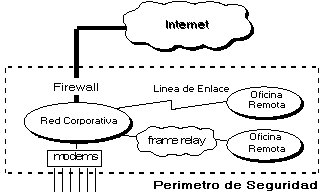 Internet
Firewall
Linea de Enlace
Oficina
Remota
Red Corporativa
frame relay
Oficina
Remota
modems
Perimetro de Seguridad